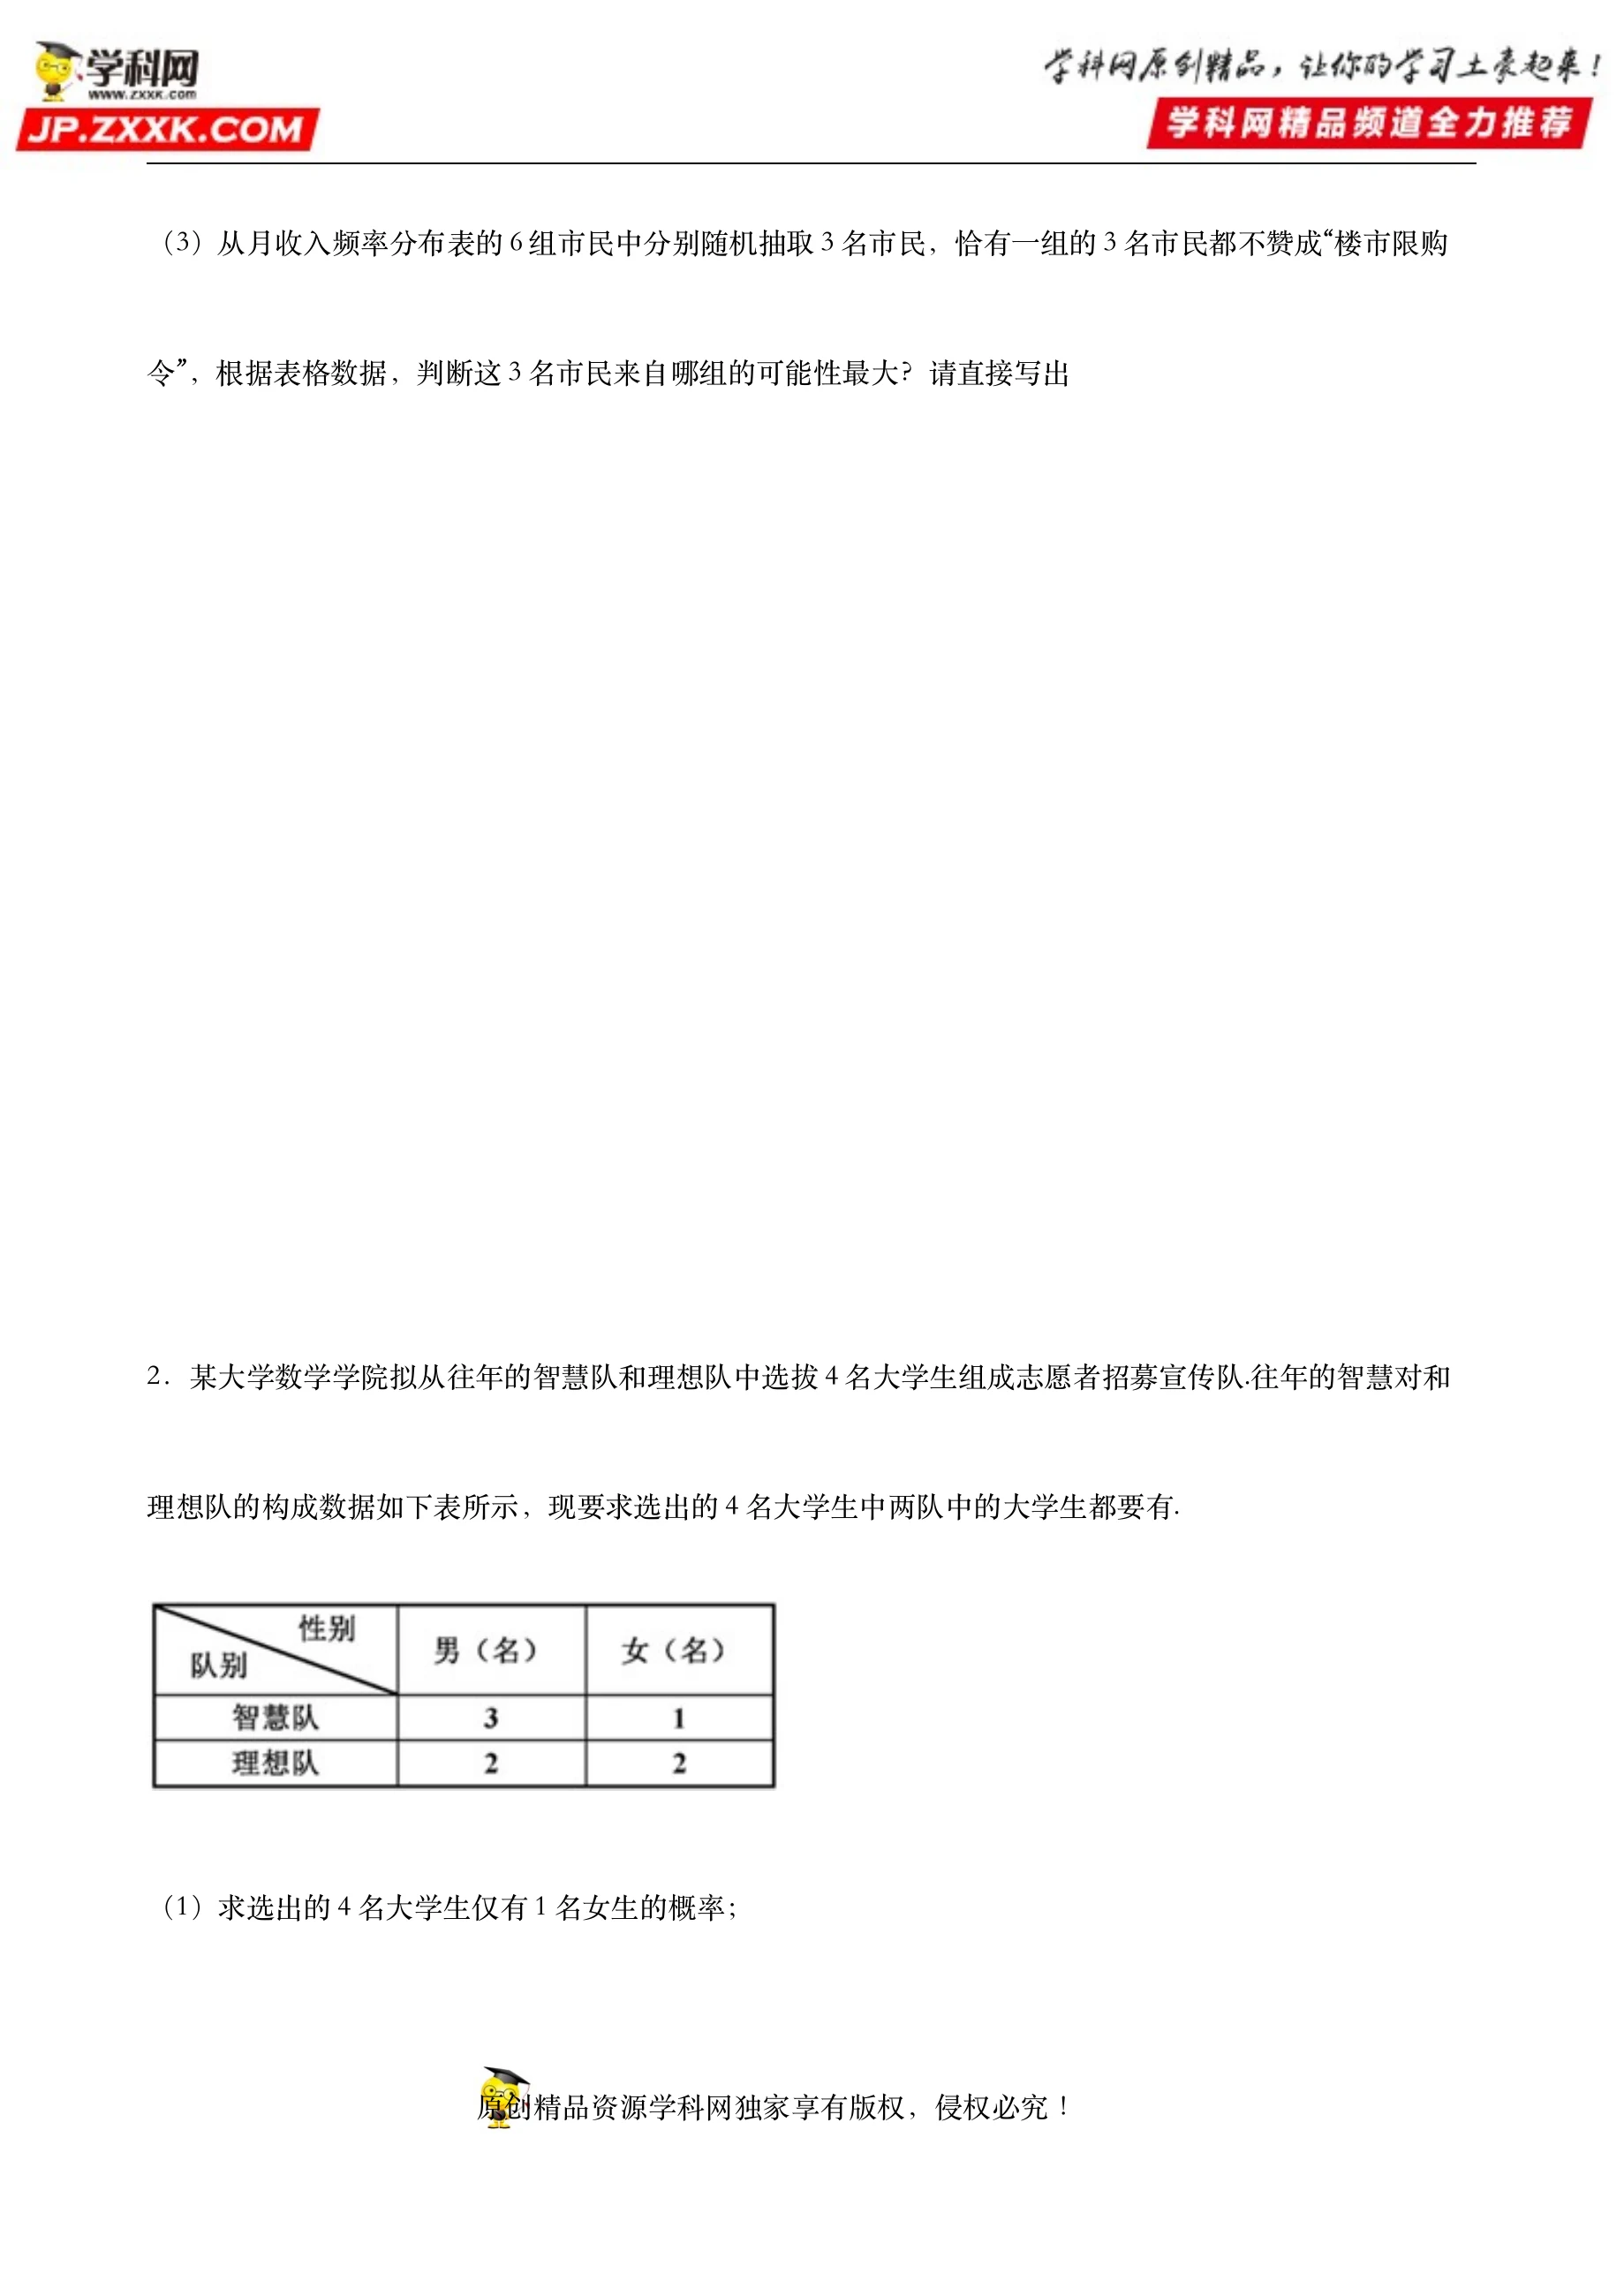 学科网
www.zxxk.com
JP.ZXXK.COM
学科网原创精品，让你的学习土豪起来！
学科网精品频道全力推荐
（3）从月收入频率分布表的 6 组市民中分别随机抽取 3 名市民，恰有一组的 3 名市民都不赞成“楼市限购
令”，根据表格数据，判断这 3 名市民来自哪组的可能性最大？请直接写出
2．某大学数学学院拟从往年的智慧队和理想队中选拔 4 名大学生组成志愿者招募宣传队.往年的智慧对和
理想队的构成数据如下表所示，现要求选出的 4 名大学生中两队中的大学生都要有.
性别
队别 男（名） 女（名）
智慧队 3 1
理想队 2 2
（1）求选出的 4 名大学生仅有 1 名女生的概率；
原创精品资源学科网独家享有版权，侵权必究！